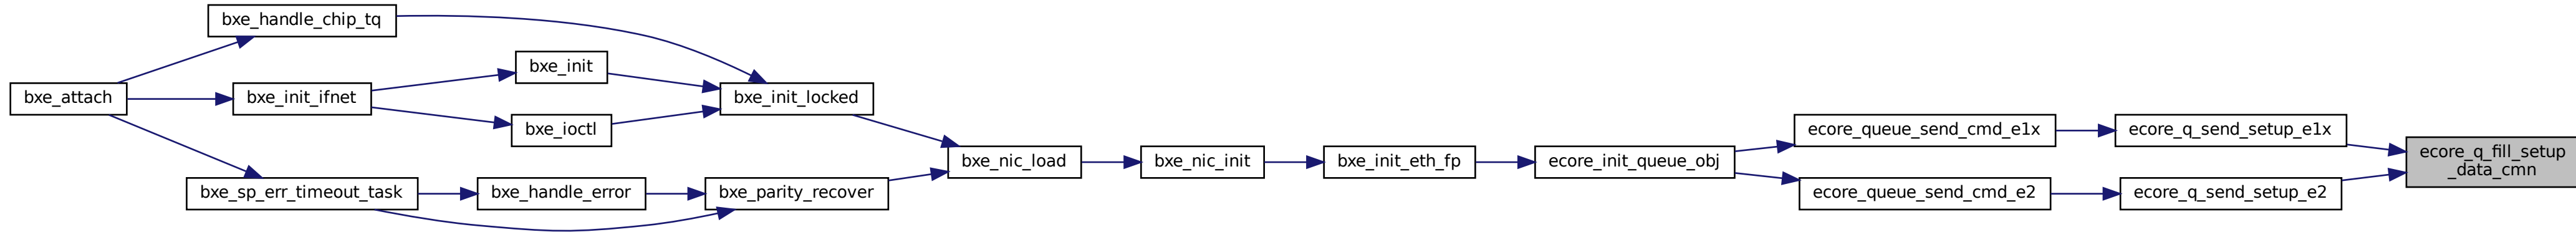 bxe_handle_chip_tq
bxe_init
bxe_attach
bxe_init_ifnet
bxe_init_locked
bxe_ioctl
ecore_queue_send_cmd_e1x
ecore_q_send_setup_e1x
bxe_nic_load
bxe_nic_init
bxe_init_eth_fp
ecore_init_queue_obj
ecore_q_fill_setup
_data_cmn
bxe_sp_err_timeout_task
bxe_handle_error
bxe_parity_recover
ecore_queue_send_cmd_e2
ecore_q_send_setup_e2